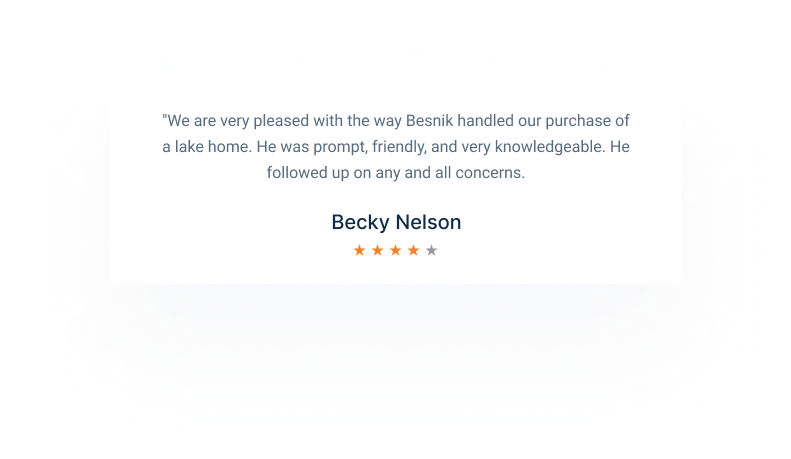 "We are very pleased with the way Besnik handled our purchase of
a lake home. He was prompt, friendly, and very knowledgeable. He
followed up on any and all concerns.
Becky Nelson